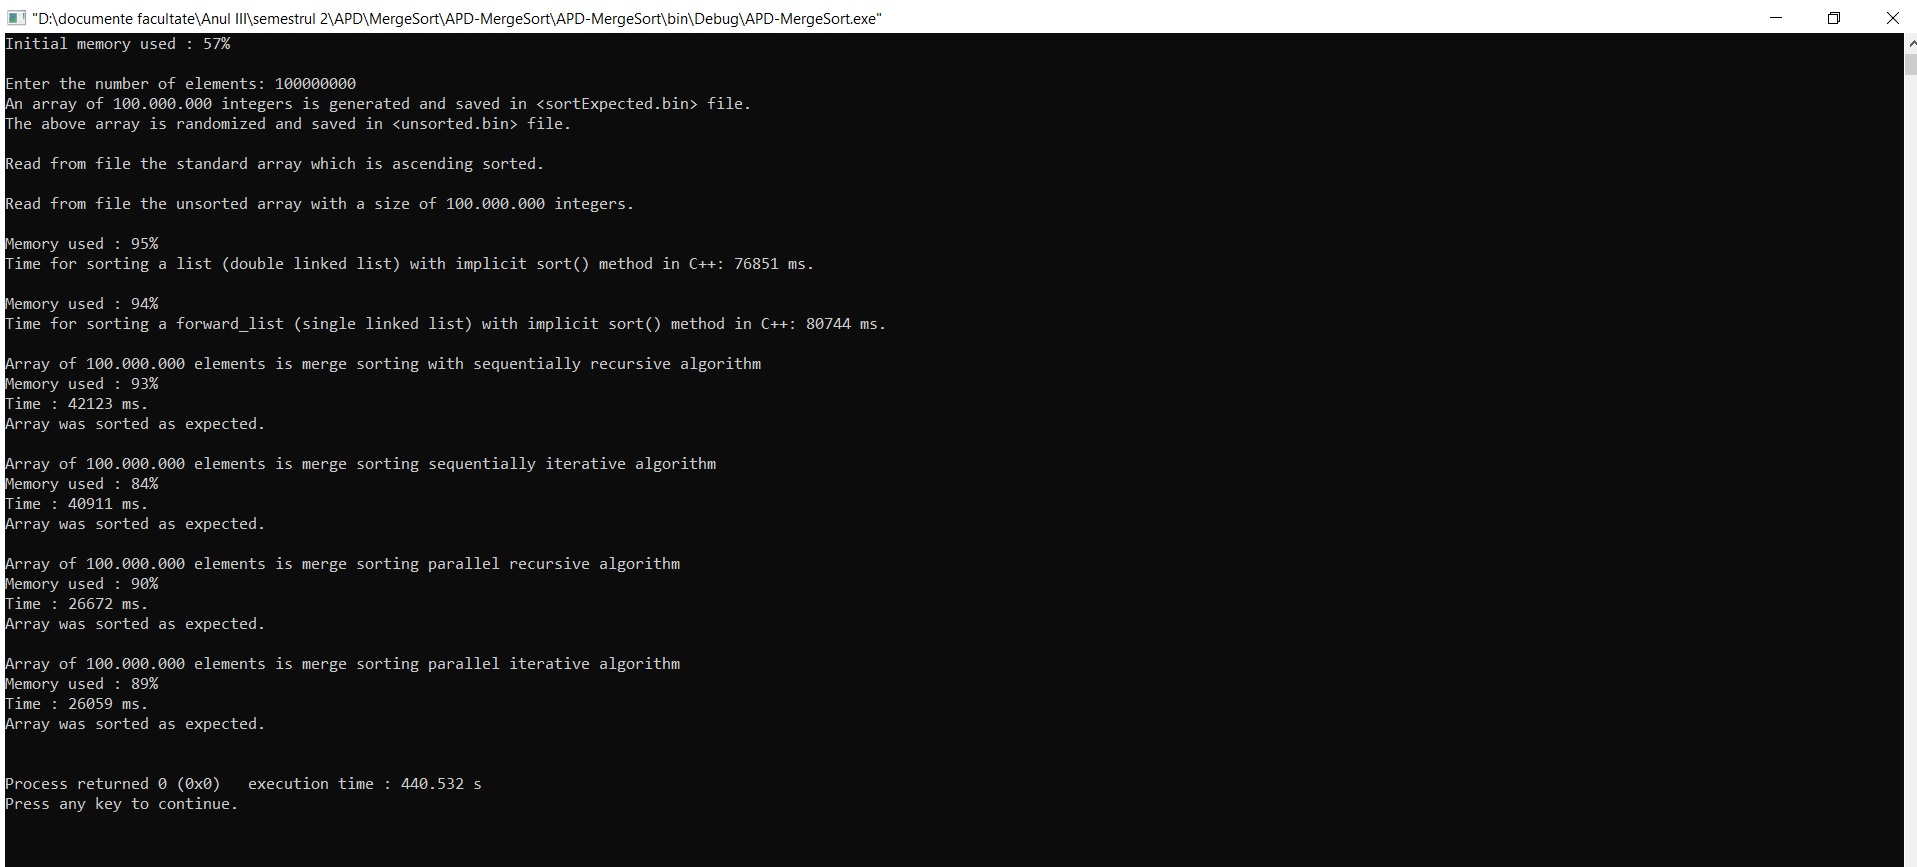 "D:\documente facultate\Anul III\semestrul 2\APD\MergeSort\APD-MergeSort\APD-MergeSort\bin\Debug\APD-MergeSort.exe"
Initial memory used : 57%
Enter the number of elements: 100000000
An array of 100.000.000 integers is generated and saved in <sortExpected.bin> file.
The above array is randomized and saved in <unsorted.bin> file.
Read from file the standard array which is ascending sorted.
Read from file the unsorted array with a size of 100.000.000 integers.
Memory used : 95%
Time for sorting a list (double linked list) with implicit sort() method in C++: 76851 ms.
Memory used : 94%
Time for sorting a forward_list (single linked list) with implicit sort() method in C++: 80744 ms.
Array of 100.000.000 elements is merge sorting with sequentially recursive algorithm
Memory used : 93%
Time : 42123 ms.
Array was sorted as expected.
Array of 100.000.000 elements is merge sorting sequentially iterative algorithm
Memory used : 84%
Time : 40911 ms.
Array was sorted as expected.
Array of 100.000.000 elements is merge sorting parallel recursive algorithm
Memory used : 90%
Time : 26672 ms.
Array was sorted as expected.
Array of 100.000.000 elements is merge sorting parallel iterative algorithm
Memory used : 89%
Time : 26059 ms.
Array was sorted as expected.
Process returned 0 (0x0)   execution time : 440.532 s
Press any key to continue.